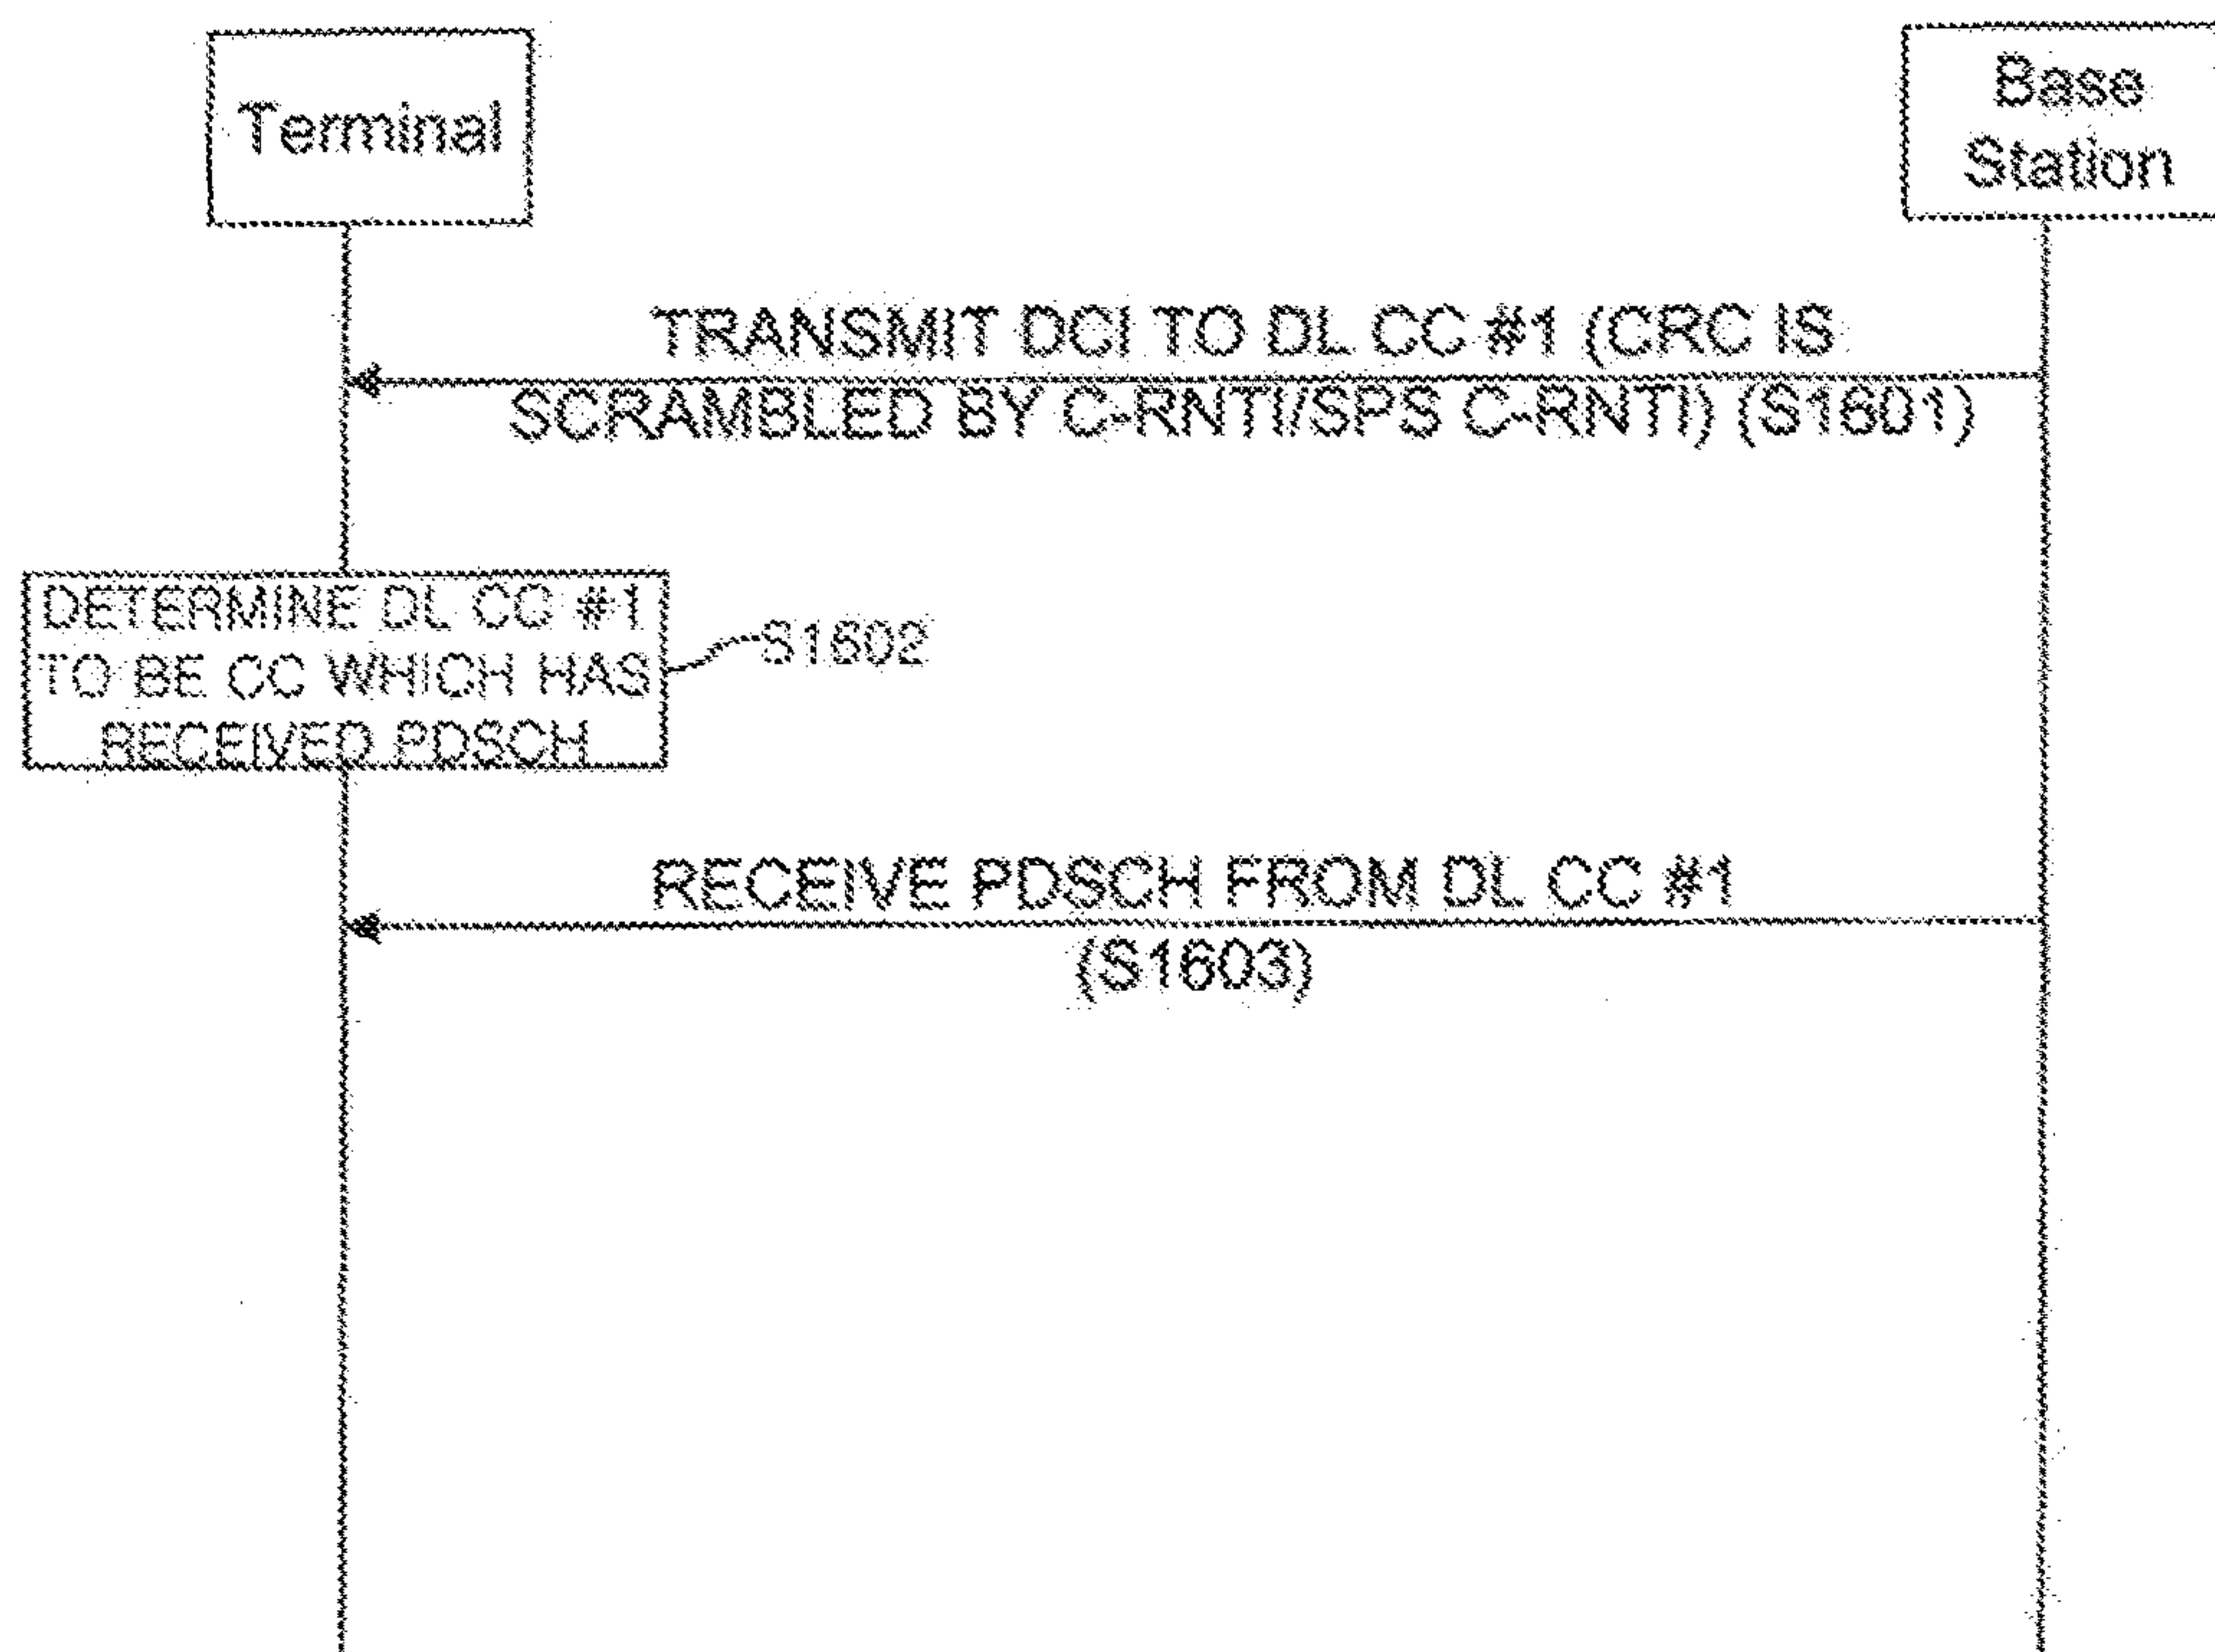 Terminal
Base
Station
TRANSMIT DCI TO DL CC #1 (CRC IS
SCRAMBLED BY C-RNTI/SPS C-RNTI) (S1601)
DETERMINE DL CC #1
TO BE CC WHICH HAS
RECEIVED PDSCH
S1602
RECEIVE PDSCH FROM DL CC #1
(S1603)